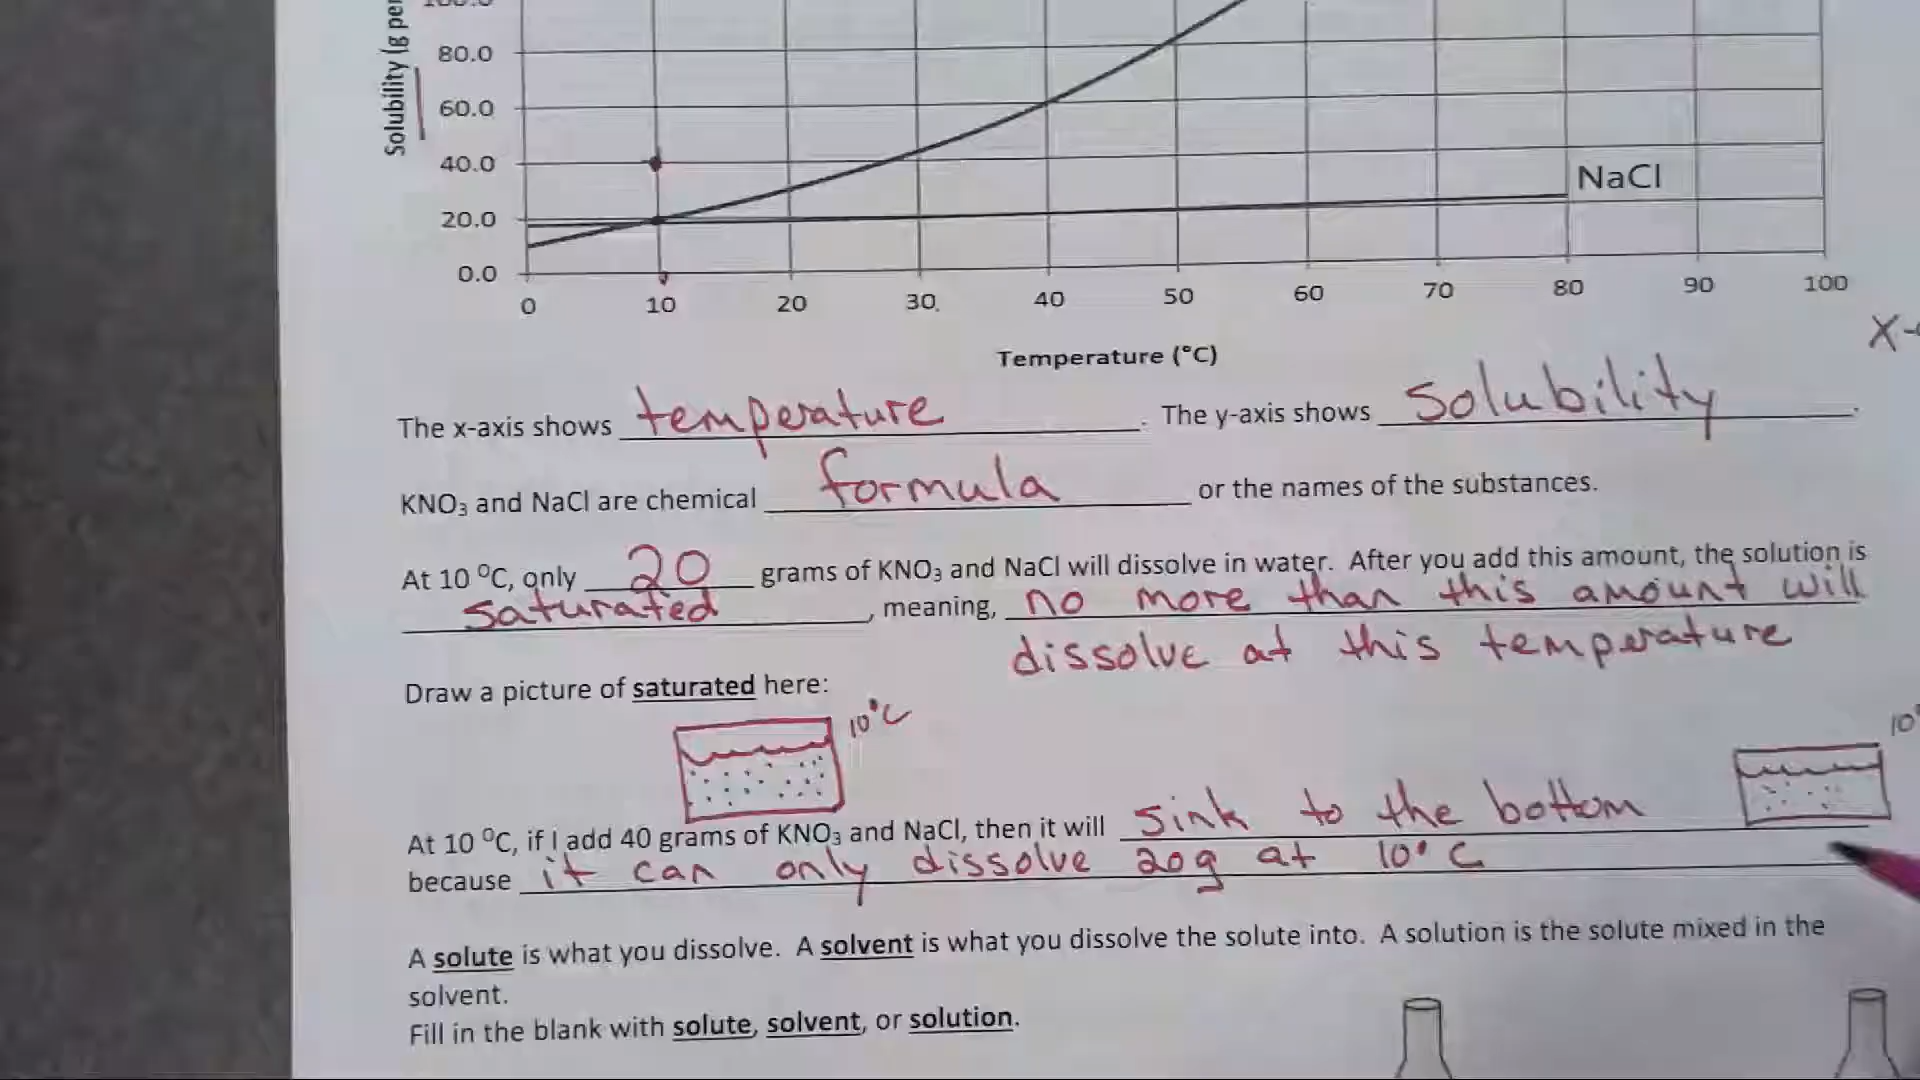 Solubility (g per
100.0
80.0
60.0
40.0
20.0
0.0
NaCl
0 10 20 30 40 50 60 70 80 90 100
Temperature (°C)
The x-axis shows temperature. The y-axis shows solubility.
KNO₃ and NaCl are chemical formula or the names of the substances.
At 10 ⁰C, only 20 grams of KNO₃ and NaCl will dissolve in water. After you add this amount, the solution is
saturated, meaning, no more than this amount will
dissolve at this temperature
Draw a picture of saturated here:
10°C
10°
At 10 ⁰C, if I add 40 grams of KNO₃ and NaCl, then it will sink to the bottom
because it can only dissolve 20g at 10°C
A solute is what you dissolve. A solvent is what you dissolve the solute into. A solution is the solute mixed in the
solvent.
Fill in the blank with solute, solvent, or solution.